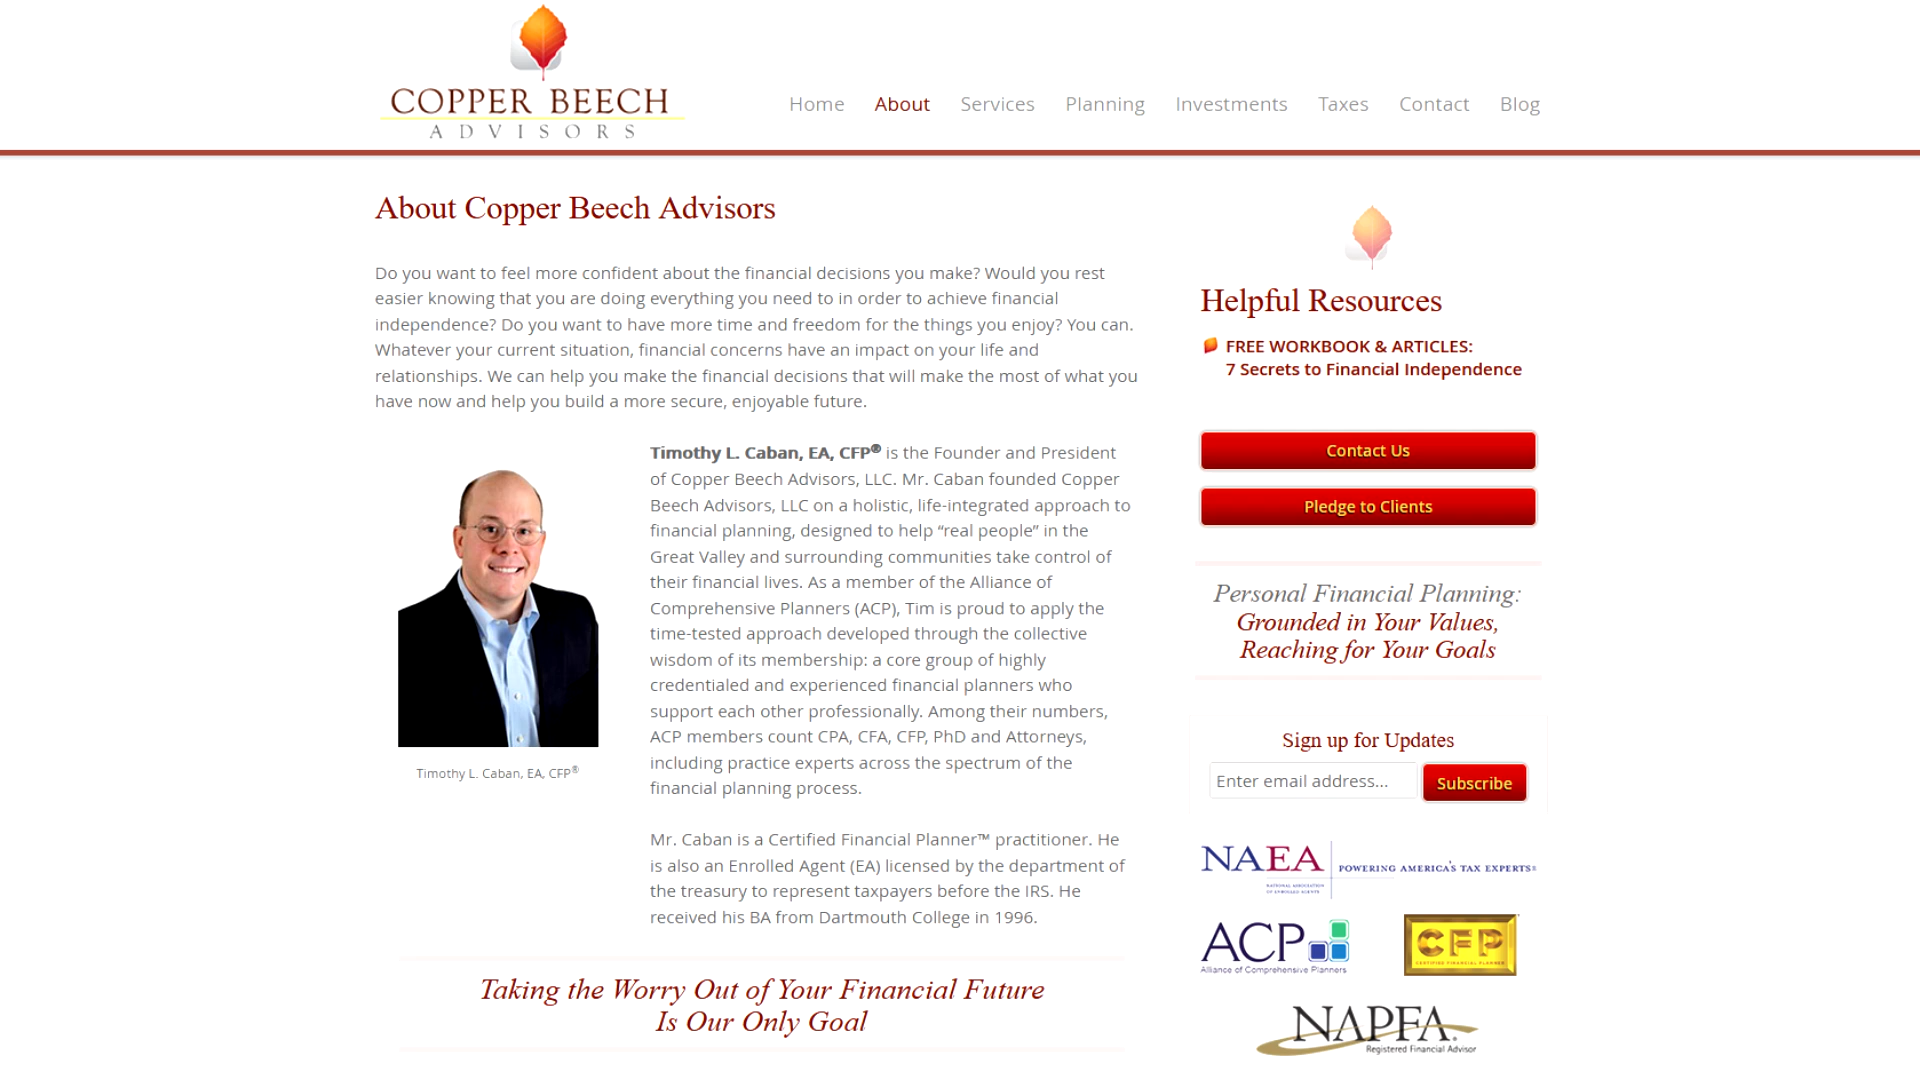 COPPER BEECH
ADVISORS
Home
About
Services
Planning
Investments
Taxes
Contact
Blog
About Copper Beech Advisors
Do you want to feel more confident about the financial decisions you make? Would you rest
easier knowing that you are doing everything you need to in order to achieve financial
independence? Do you want to have more time and freedom for the things you enjoy? You can.
Whatever your current situation, financial concerns have an impact on your life and
relationships. We can help you make the financial decisions that will make the most of what you
have now and help you build a more secure, enjoyable future.
Timothy L. Caban, EA, CFP®
Timothy L. Caban, EA, CFP® is the Founder and President
of Copper Beech Advisors, LLC. Mr. Caban founded Copper
Beech Advisors, LLC on a holistic, life-integrated approach to
financial planning, designed to help “real people” in the
Great Valley and surrounding communities take control of
their financial lives. As a member of the Alliance of
Comprehensive Planners (ACP), Tim is proud to apply the
time-tested approach developed through the collective
wisdom of its membership: a core group of highly
credentialed and experienced financial planners who
support each other professionally. Among their numbers,
ACP members count CPA, CFA, CFP, PhD and Attorneys,
including practice experts across the spectrum of the
financial planning process.
Mr. Caban is a Certified Financial Planner™ practitioner. He
is also an Enrolled Agent (EA) licensed by the department of
the treasury to represent taxpayers before the IRS. He
received his BA from Dartmouth College in 1996.
Taking the Worry Out of Your Financial Future
Is Our Only Goal
Helpful Resources
FREE WORKBOOK & ARTICLES:
7 Secrets to Financial Independence
Contact Us
Pledge to Clients
Personal Financial Planning:
Grounded in Your Values,
Reaching for Your Goals
Sign up for Updates
Enter email address...
Subscribe
NAEA
NATIONAL ASSOCIATION
OF ENROLLED AGENTS
POWERING AMERICA'S TAX EXPERTS®
ACP
Alliance of Comprehensive Planners
CFP
CERTIFIED FINANCIAL PLANNER
NAPFA®
Registered Financial Advisor